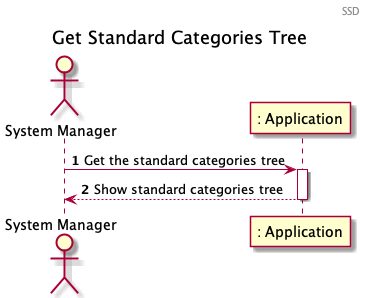 SSD
Get Standard Categories Tree
System Manager
: Application
1 Get the standard categories tree
2 Show standard categories tree
System Manager
: Application